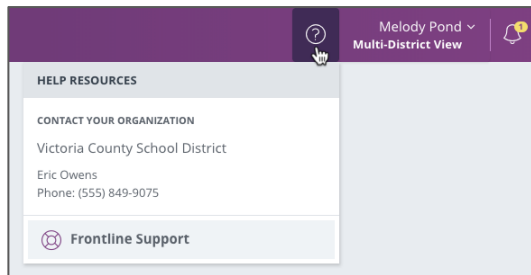 ?
Melody Pond
Multi-District View
1
HELP RESOURCES
CONTACT YOUR ORGANIZATION
Victoria County School District
Eric Owens
Phone: (555) 849-9075
Frontline Support